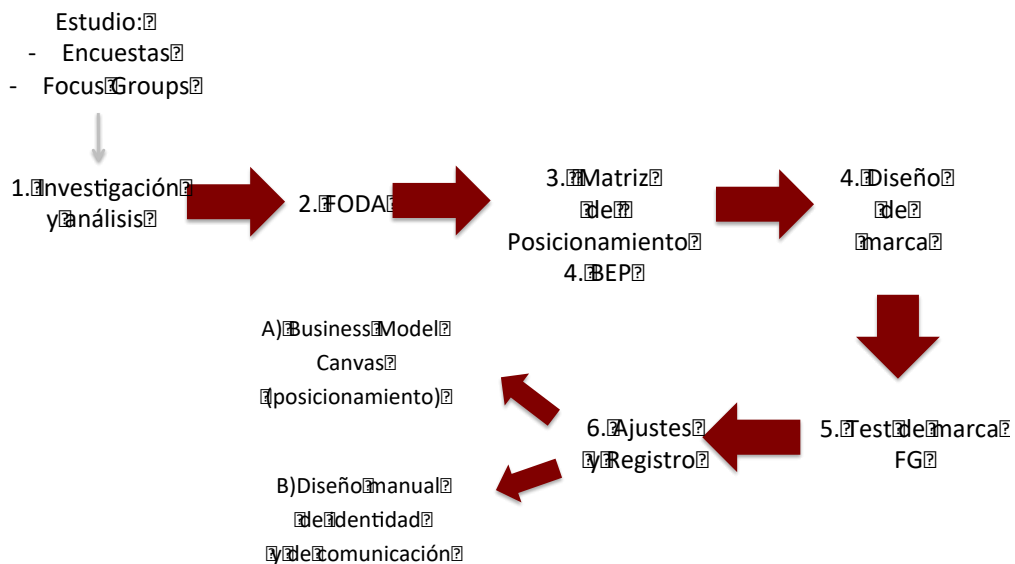 Estudio:
- Encuestas
- Focus Groups
1. Investigación
y análisis
2. FODA
3. Matriz
de
Posicionamiento
4. BEP
4. Diseño
de
marca
5. Test de marca
FG
6. Ajustes
y Registro
A) Business Model
Canvas
(posicionamiento)
B)Diseño manual
de identidad
y de comunicación